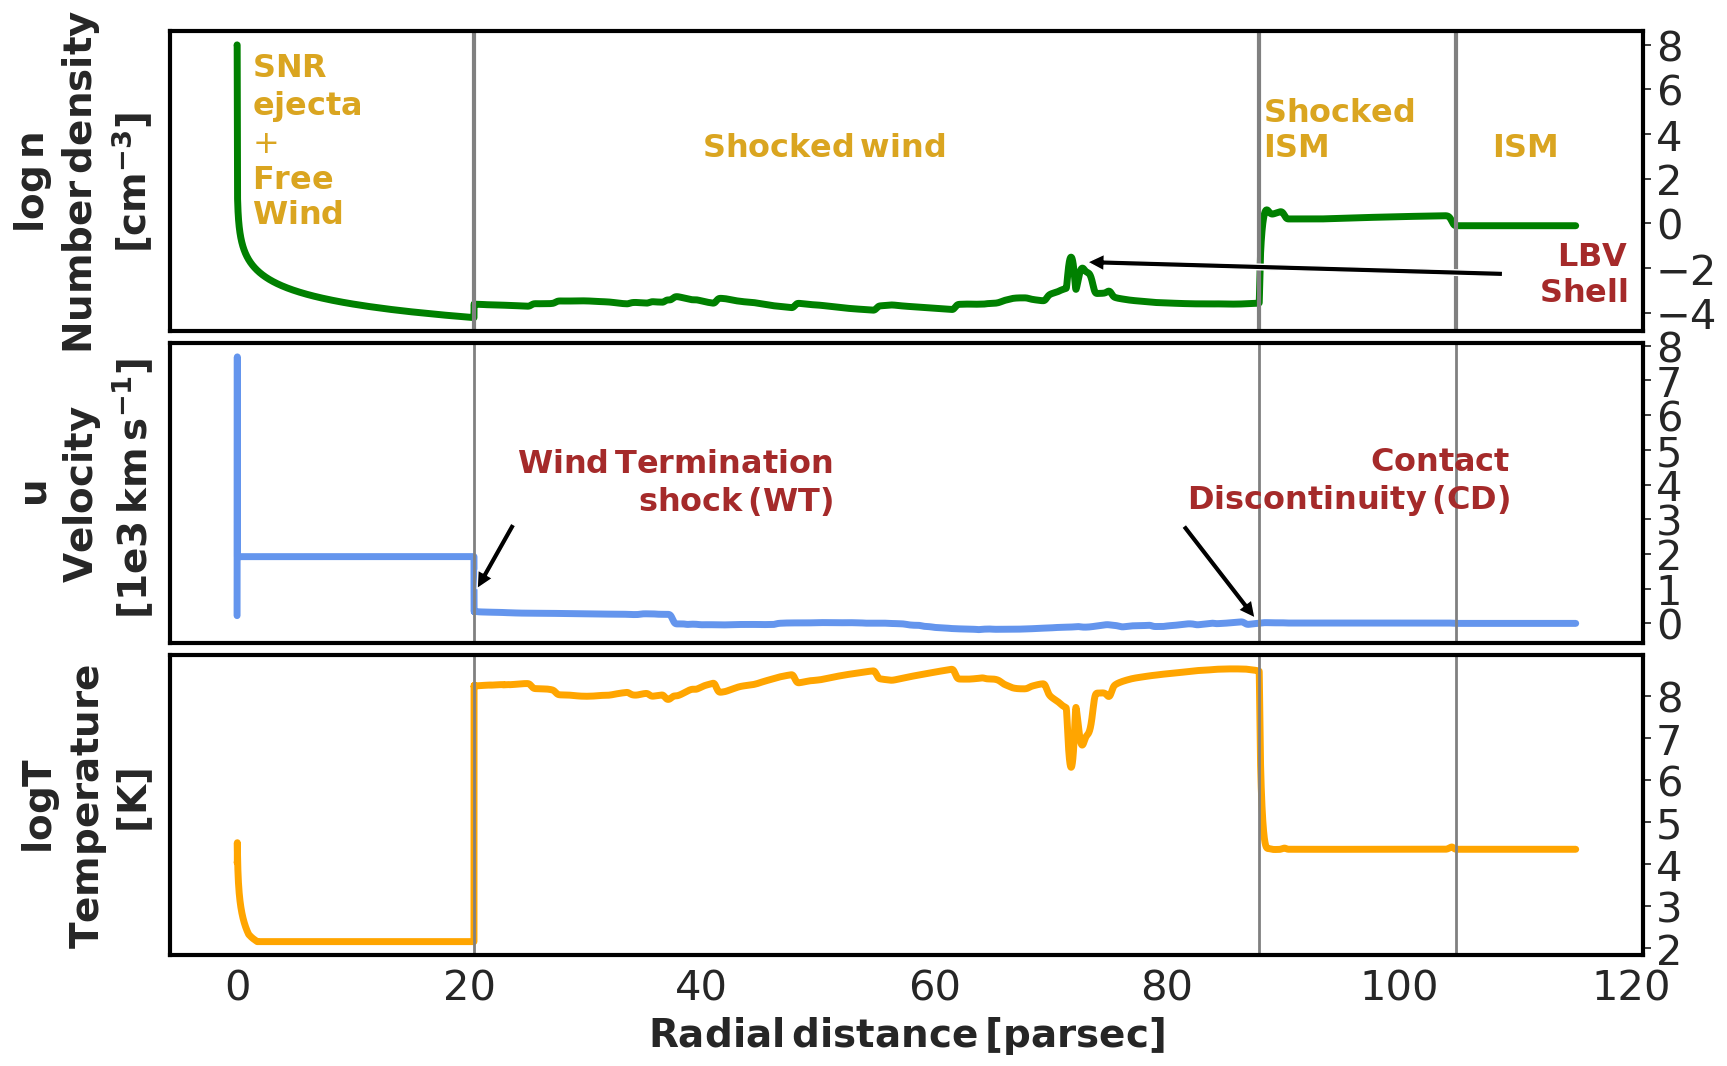 log n
Number density
[cm⁻³]
SNR
ejecta
+
Free
Wind
Shocked wind
Shocked
ISM
ISM
LBV
Shell
8
6
4
2
0
−2
−4
u
Velocity
[1e3 km s⁻¹]
Wind Termination
shock (WT)
Contact
Discontinuity (CD)
8
7
6
5
4
3
2
1
0
logT
Temperature
[K]
8
7
6
5
4
3
2
0 20 40 60 80 100 120
Radial distance [parsec]